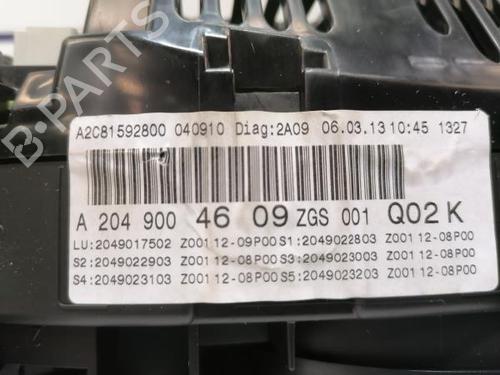 A2C81592800 040910 Diag:2A09 06.03.13 10:45 1327
A 204 900 46 09 ZGS 001 Q02 K
LU:2049017502 Z001 12-09P00 S1:2049022803 Z001 12-08P00
S2:2049022903 Z001 12-08P00 S3:2049023003 Z001 12-08P00
S4:2049023103 Z001 12-08P00 S5:2049023203 Z001 12-08P00
B-PARTS